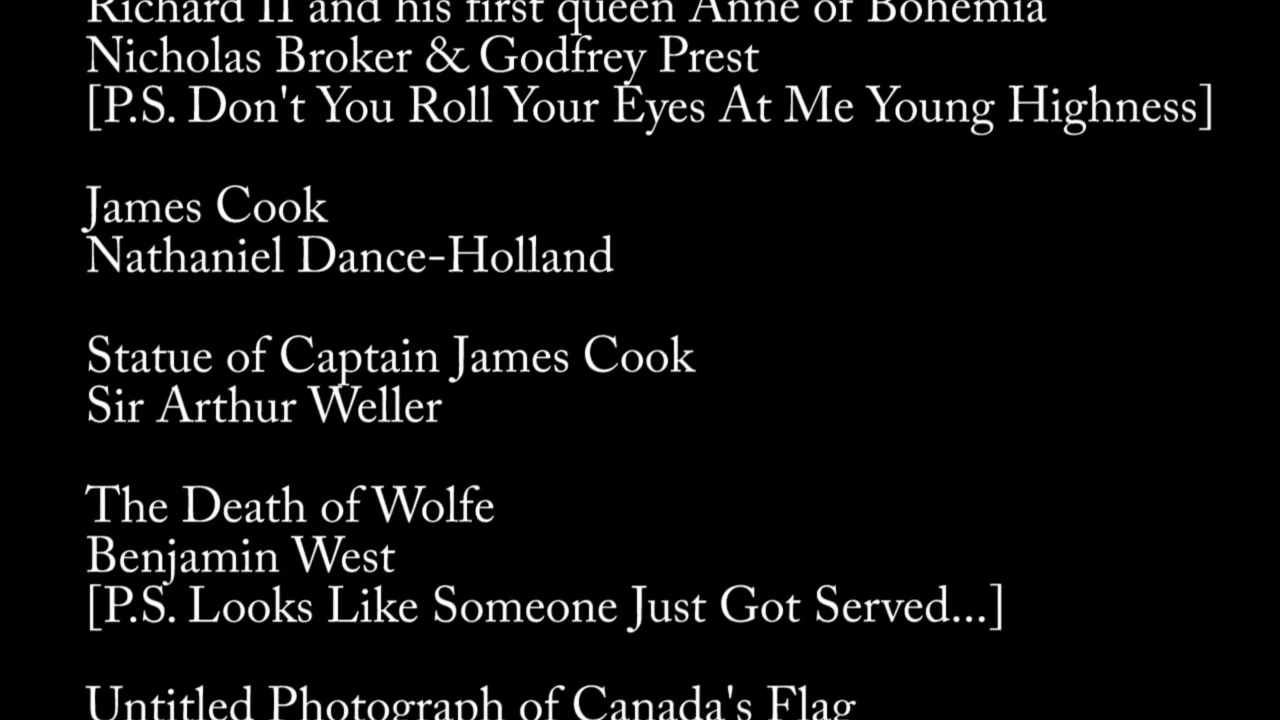 Richard II and his first queen Anne of Bohemia
Nicholas Broker & Godfrey Prest
[P.S. Don't You Roll Your Eyes At Me Young Highness]
James Cook
Nathaniel Dance-Holland
Statue of Captain James Cook
Sir Arthur Weller
The Death of Wolfe
Benjamin West
[P.S. Looks Like Someone Just Got Served...]
Untitled Photograph of Canada's Flag